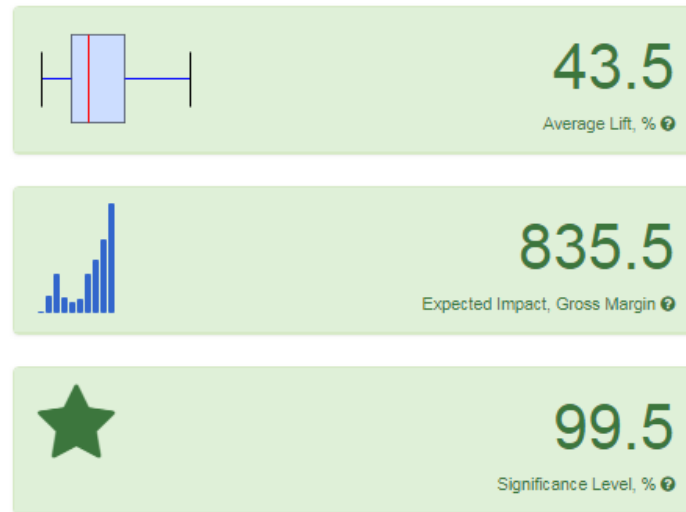 43.5
Average Lift, %
835.5
Expected Impact, Gross Margin
99.5
Significance Level, %